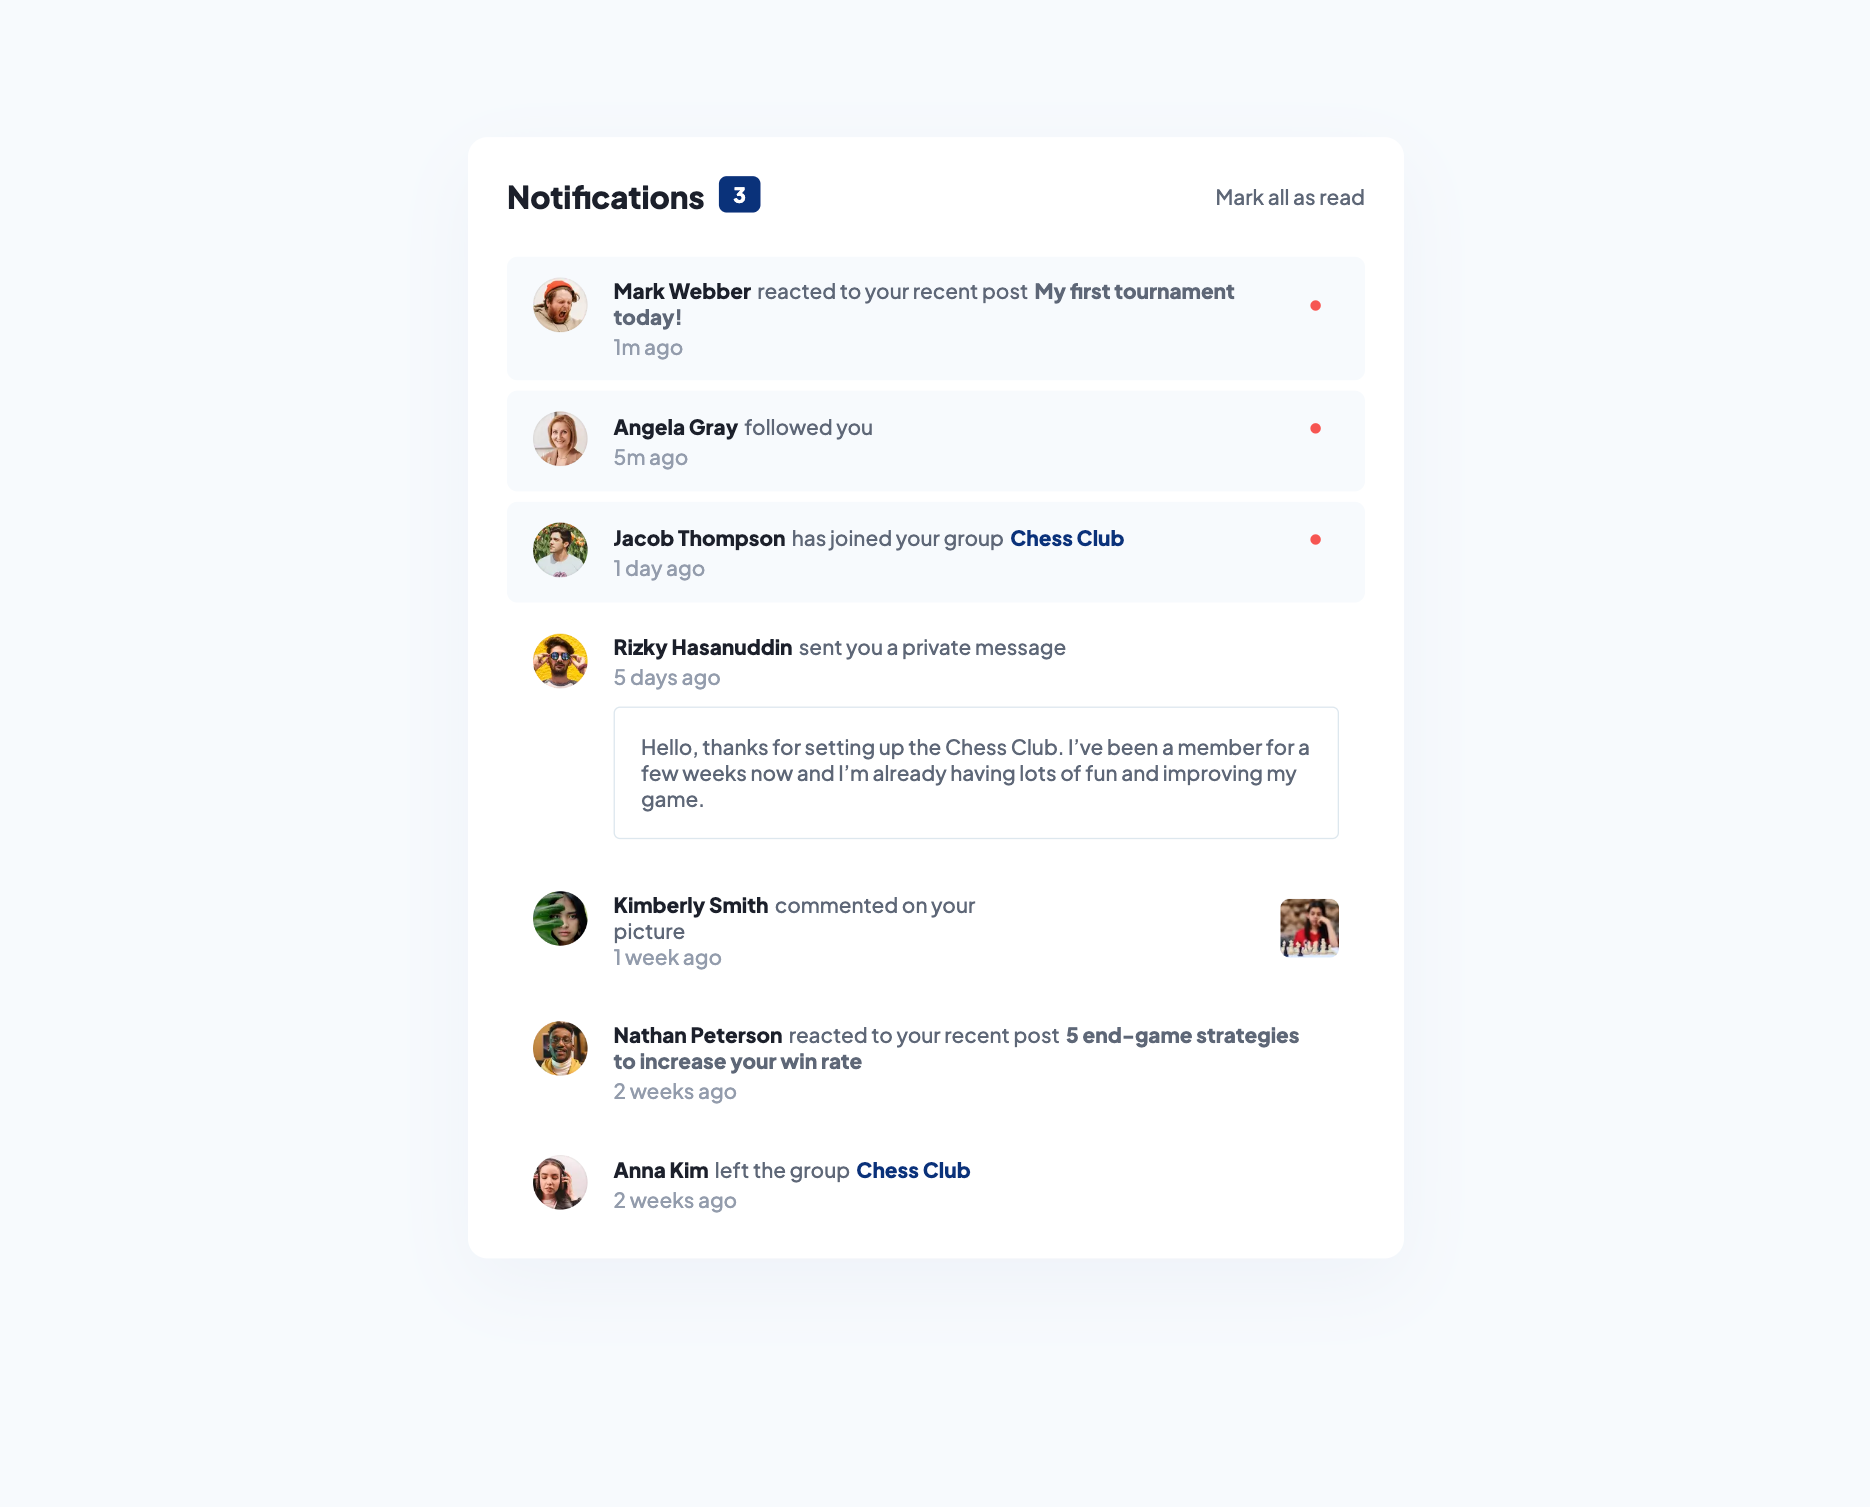 Notifications 3 Mark all as read
Mark Webber reacted to your recent post My first tournament
today!
1m ago
Angela Gray followed you
5m ago
Jacob Thompson has joined your group Chess Club
1 day ago
Rizky Hasanuddin sent you a private message
5 days ago
Hello, thanks for setting up the Chess Club. I’ve been a member for a
few weeks now and I’m already having lots of fun and improving my
game.
Kimberly Smith commented on your
picture
1 week ago
Nathan Peterson reacted to your recent post 5 end-game strategies
to increase your win rate
2 weeks ago
Anna Kim left the group Chess Club
2 weeks ago